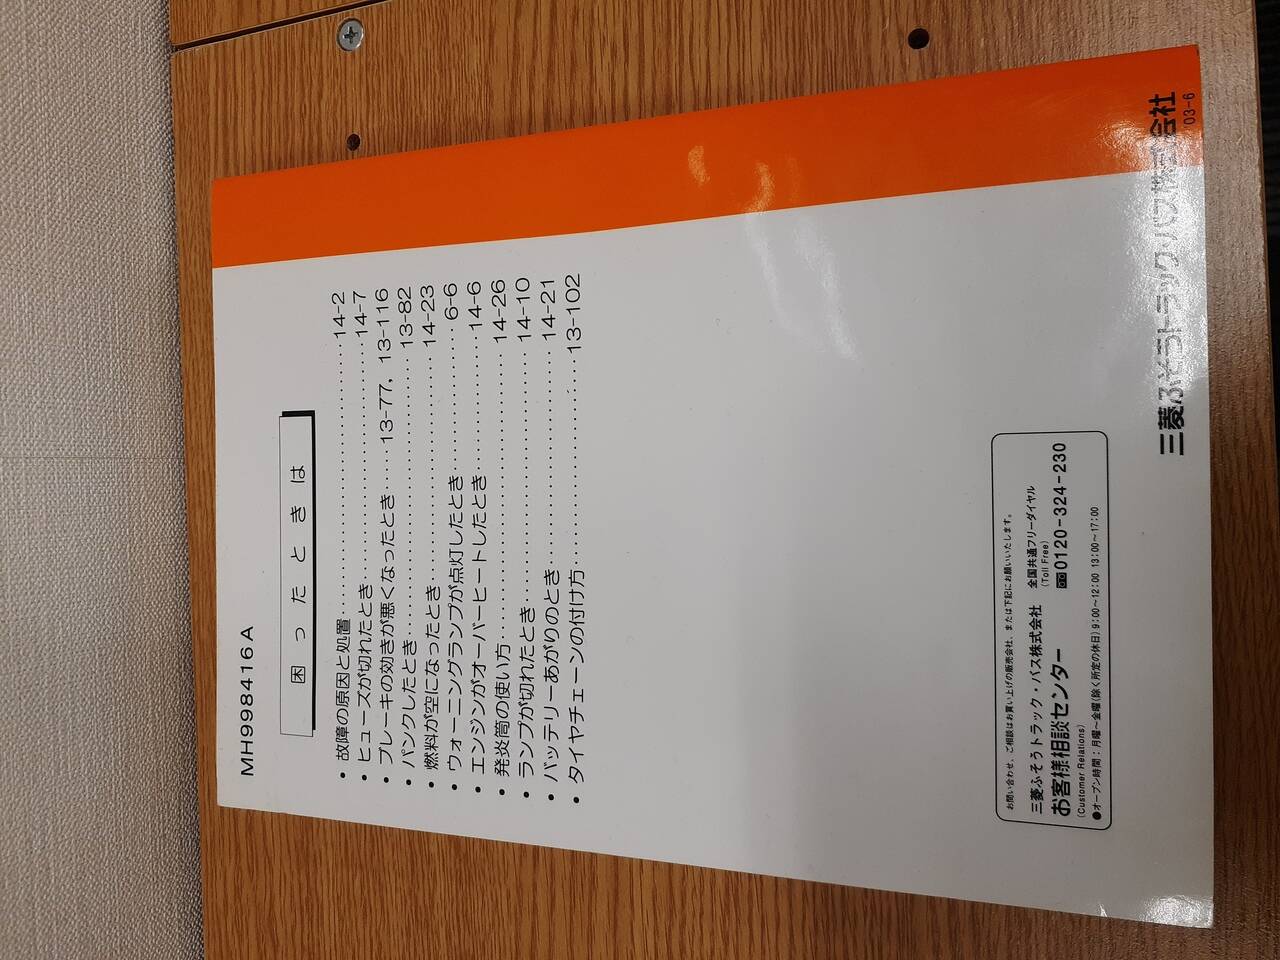 MH998416A
困ったときは
・故障の原因と処置……14-2
・ヒューズが切れたとき……14-7
・ブレーキの効きが悪くなったとき……13-77, 13-116
・パンクしたとき……13-82
・燃料が空になったとき……14-23
・ウォーニングランプが点灯したとき……6-6
・エンジンがオーバーヒートしたとき……14-6
・発炎筒の使い方……14-26
・ランプが切れたとき……14-10
・バッテリーあがりのとき……14-21
・タイヤチェーンの付け方……13-102
お問い合わせ、ご相談はお買い上げの販売会社、または下記にお願いいたします。
三菱ふそうトラック・バス株式会社 全国共通フリーダイヤル
お客様相談センター (Toll Free)
(Customer Relations) 0120-324-230
●オープン時間:月曜〜金曜(除く所定の休日)9:00〜12:00 13:00〜17:00
三菱ふそうトラック・バス株式会社
'03-6